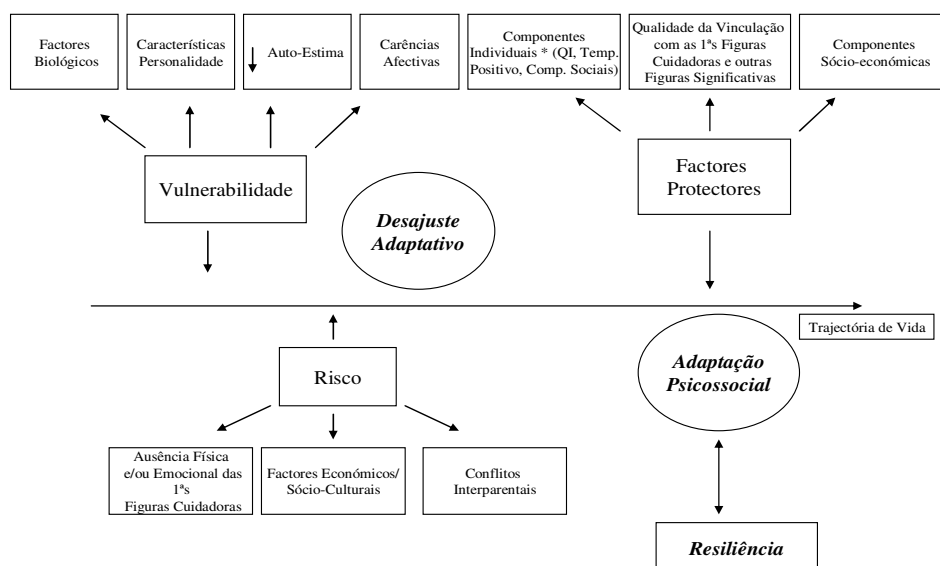 Factores
Biológicos
Características
Personalidade
Auto-Estima
Carências
Afectivas
Componentes
Individuais * (QI, Temp.
Positivo, Comp. Sociais)
Qualidade da Vinculação
com as 1ªs Figuras
Cuidadoras e outras
Figuras Significativas
Componentes
Sócio-económicas
Vulnerabilidade
Factores
Protectores
Desajuste
Adaptativo
Trajectória de Vida
Risco
Adaptação
Psicossocial
Ausência Física
e/ou Emocional das
1ªs
Figuras Cuidadoras
Factores Económicos/
Sócio-Culturais
Conflitos
Interparentais
Resiliência